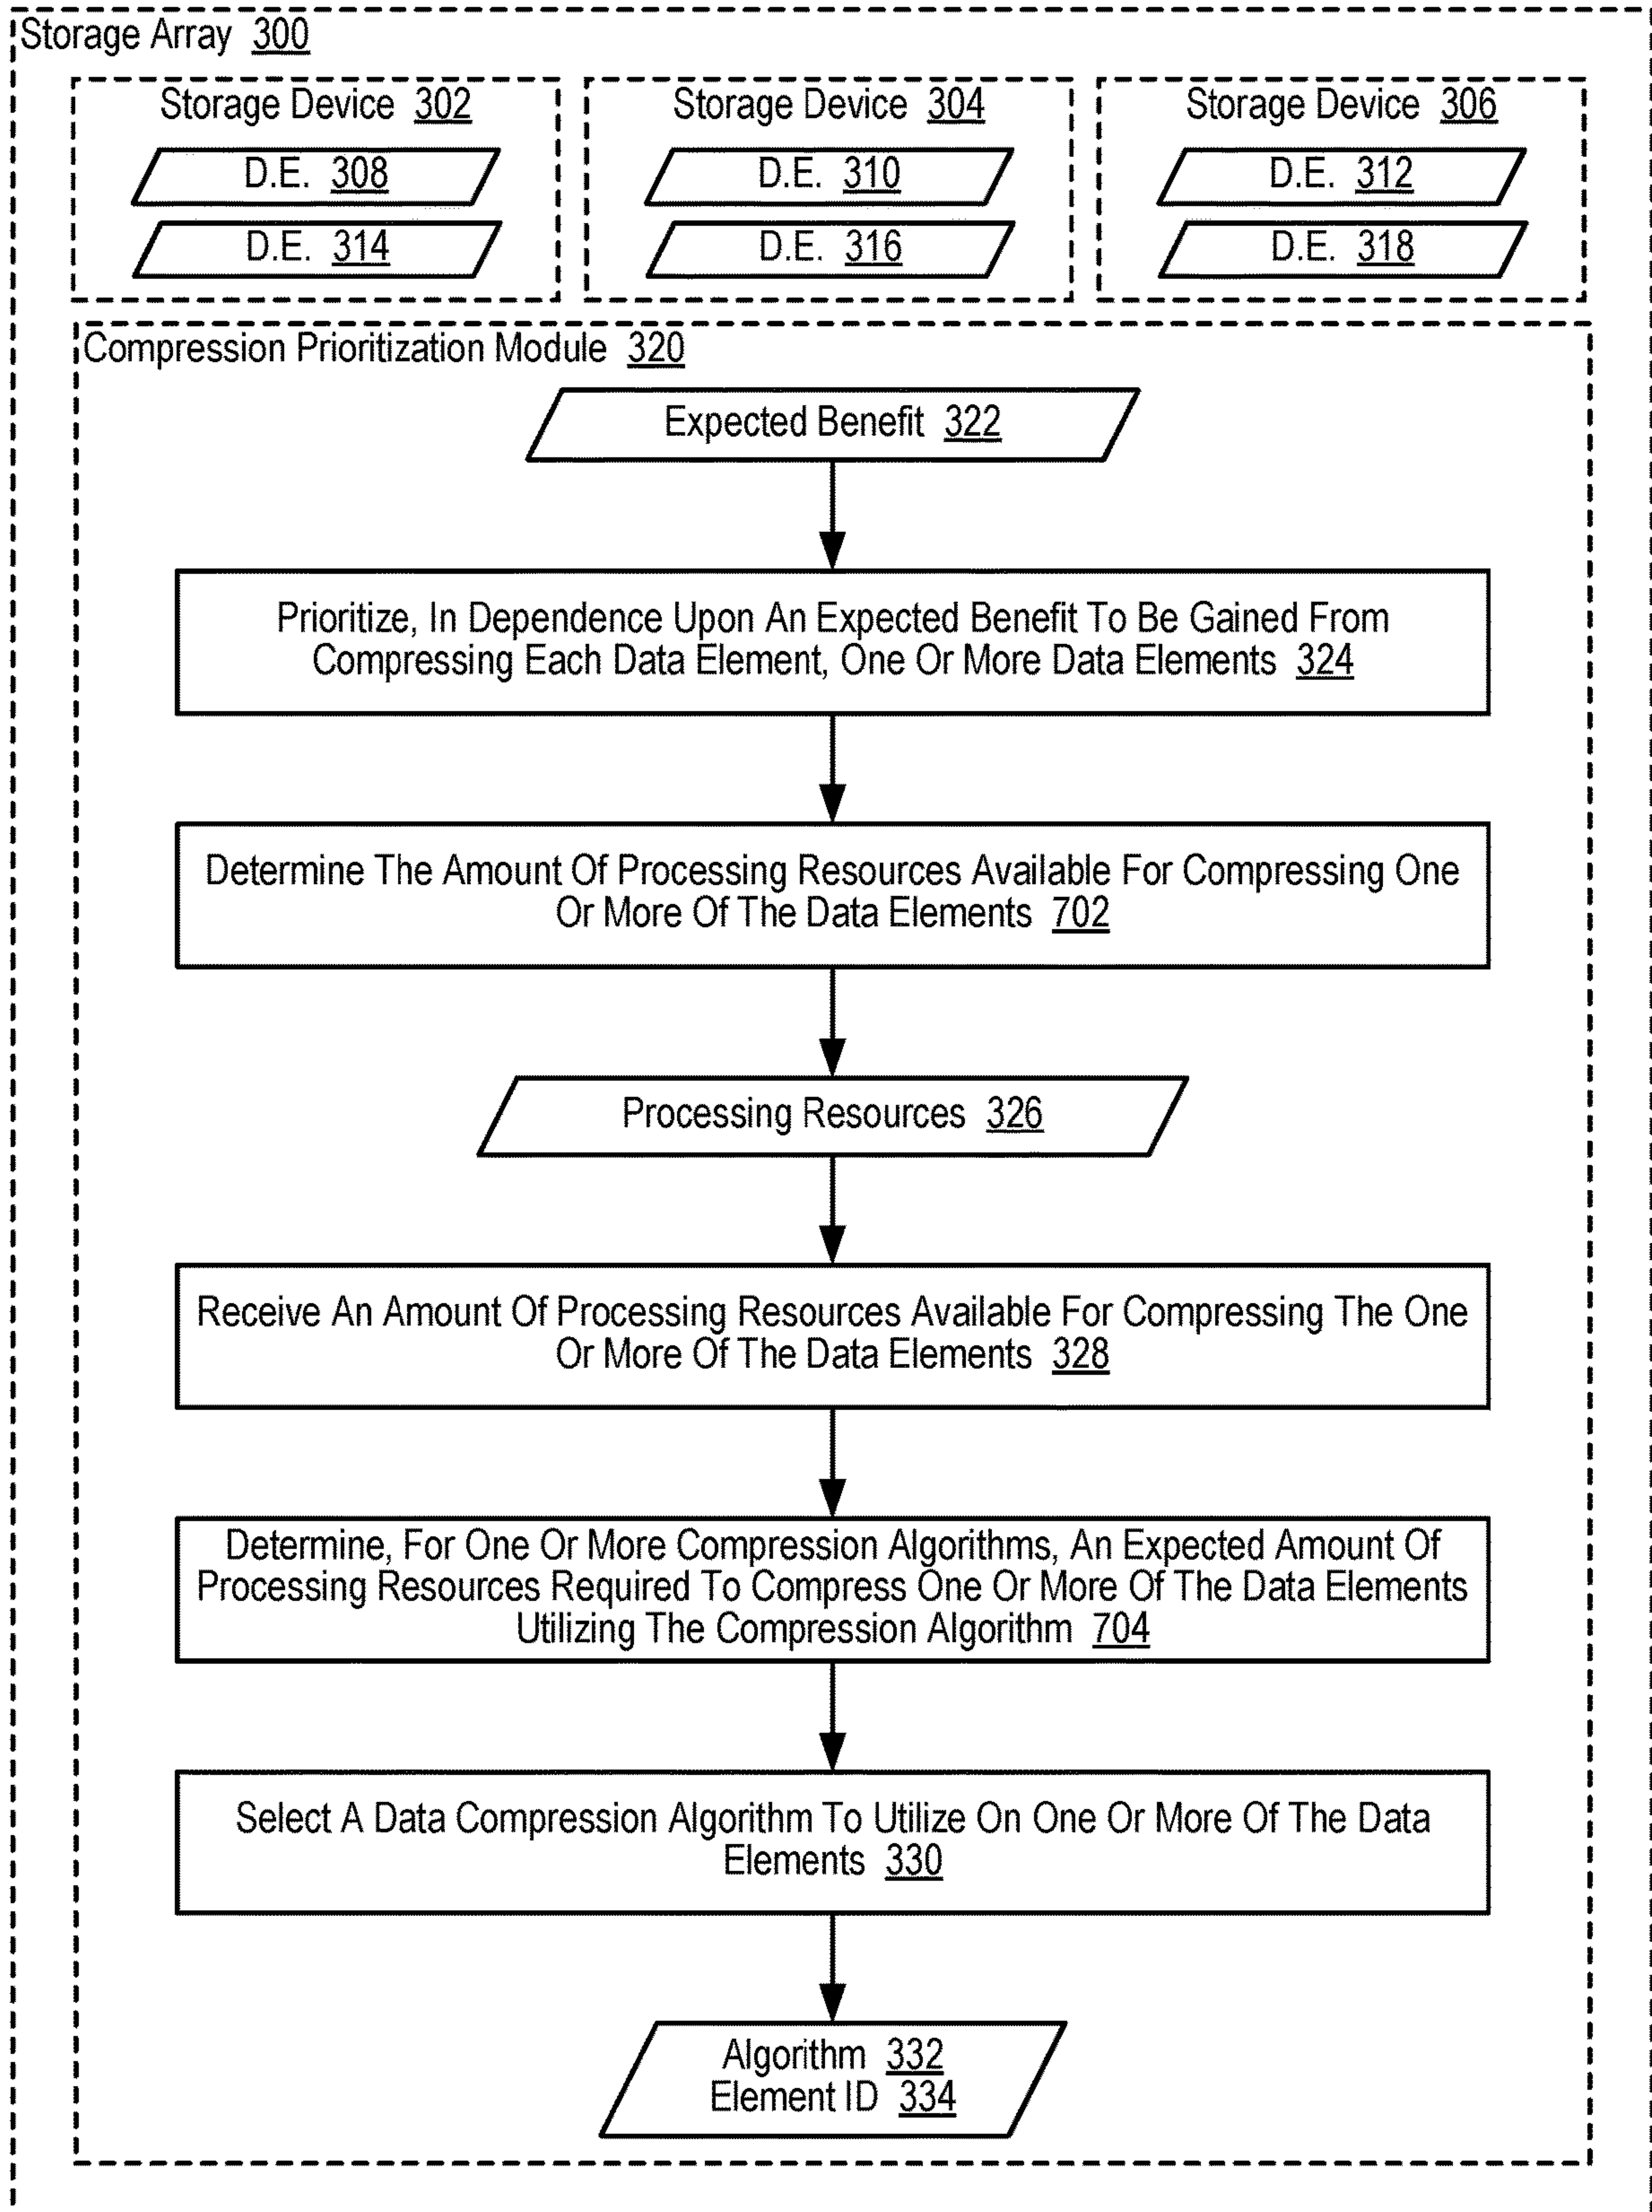 Storage Array 300
Storage Device 302
D.E. 308
D.E. 314
Storage Device 304
D.E. 310
D.E. 316
Storage Device 306
D.E. 312
D.E. 318
Compression Prioritization Module 320
Expected Benefit 322
Prioritize, In Dependence Upon An Expected Benefit To Be Gained From
Compressing Each Data Element, One Or More Data Elements 324
Determine The Amount Of Processing Resources Available For Compressing One
Or More Of The Data Elements 702
Processing Resources 326
Receive An Amount Of Processing Resources Available For Compressing The One
Or More Of The Data Elements 328
Determine, For One Or More Compression Algorithms, An Expected Amount Of
Processing Resources Required To Compress One Or More Of The Data Elements
Utilizing The Compression Algorithm 704
Select A Data Compression Algorithm To Utilize On One Or More Of The Data
Elements 330
Algorithm 332
Element ID 334